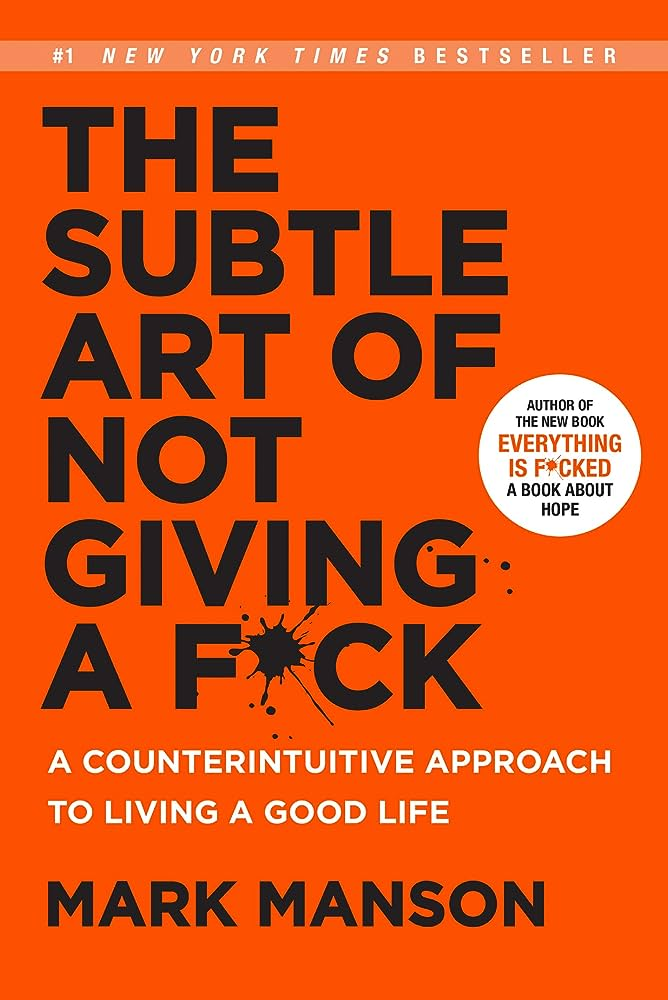 #1 NEW YORK TIMES BESTSELLER
THE
SUBTLE
ART OF
NOT
GIVING
A F*CK
AUTHOR OF
THE NEW BOOK
EVERYTHING
IS F*CKED
A BOOK ABOUT
HOPE
A COUNTERINTUITIVE APPROACH
TO LIVING A GOOD LIFE
MARK MANSON